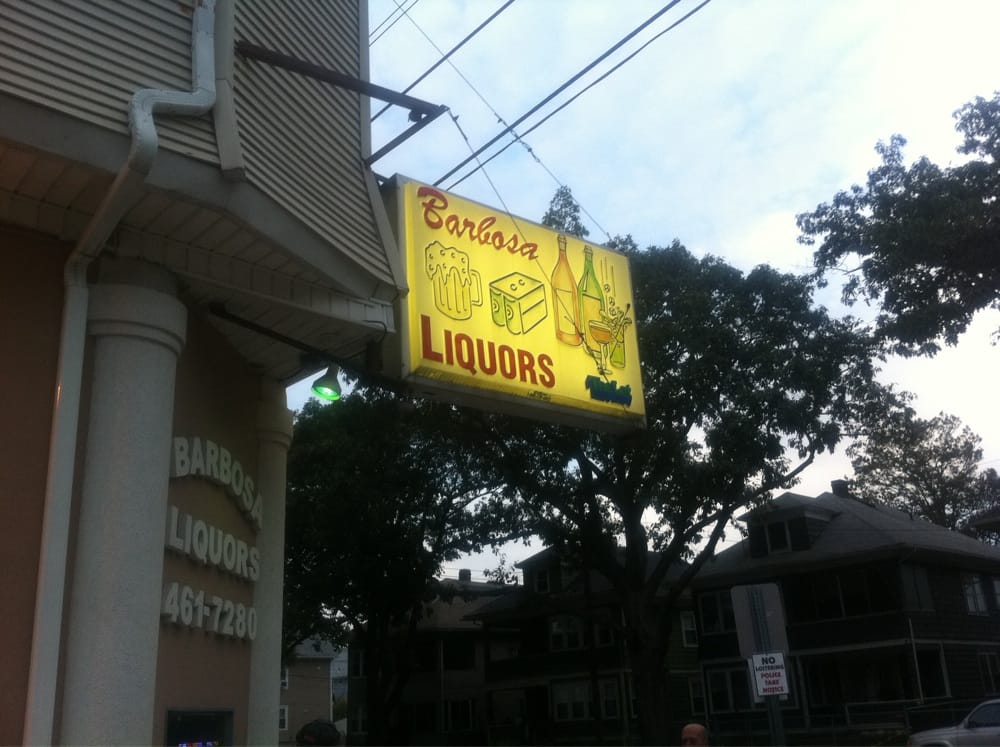 Barbosa
LIQUORS
BARBOSA
LIQUORS
461-7280
NO
LOITERING
POLICE
TAKE
NOTICE